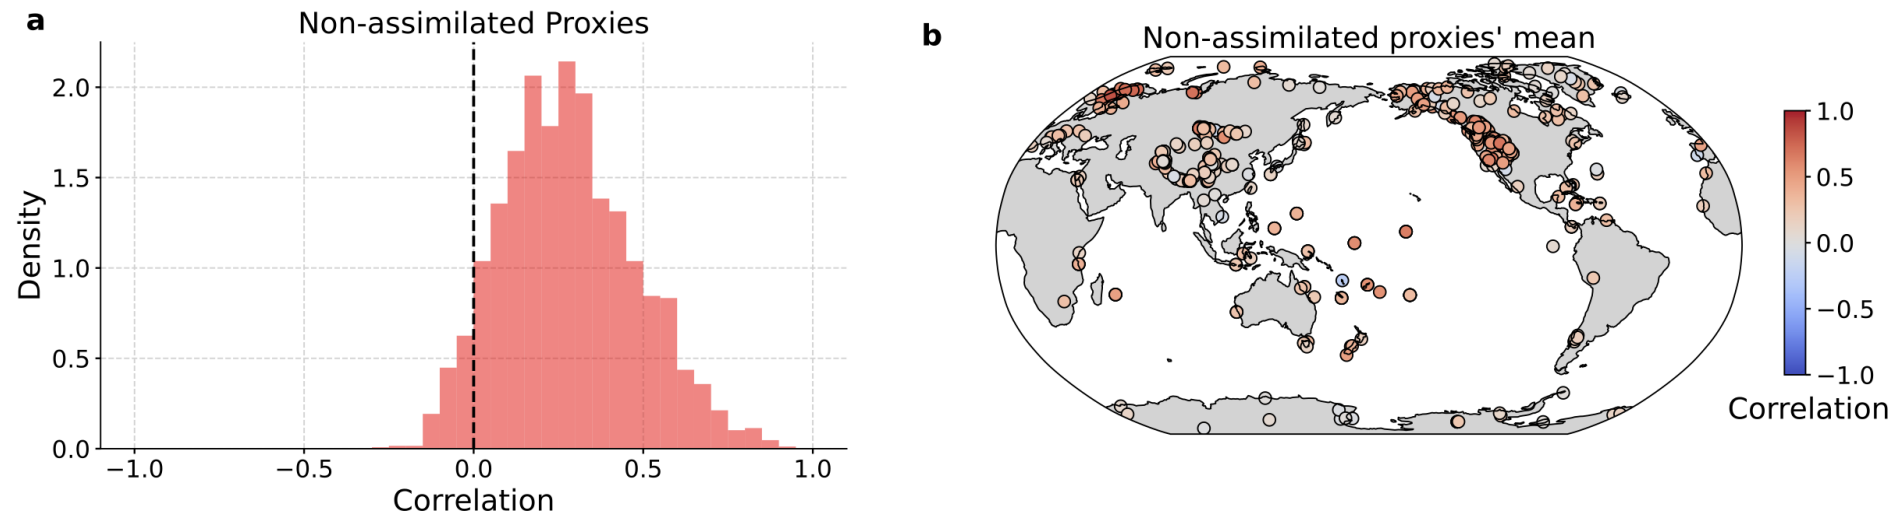 a
Non-assimilated Proxies
Density
2.0
1.5
1.0
0.5
0.0
−1.0
−0.5
0.0
0.5
1.0
Correlation
b
Non-assimilated proxies' mean
1.0
0.5
0.0
−0.5
−1.0
Correlation